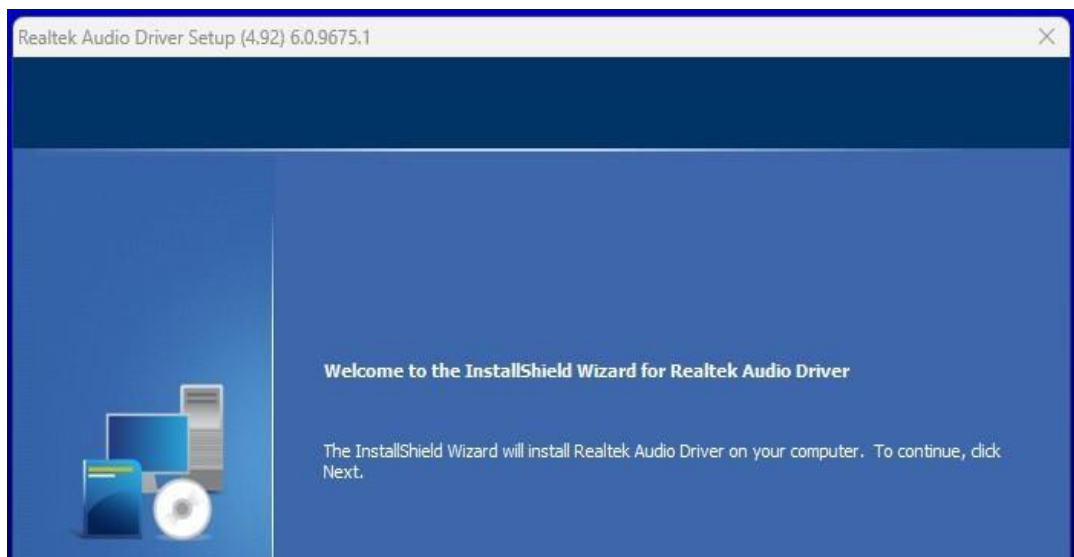 Realtek Audio Driver Setup (4.92) 6.0.9675.1
Welcome to the InstallShield Wizard for Realtek Audio Driver
The InstallShield Wizard will install Realtek Audio Driver on your computer. To continue, click
Next.